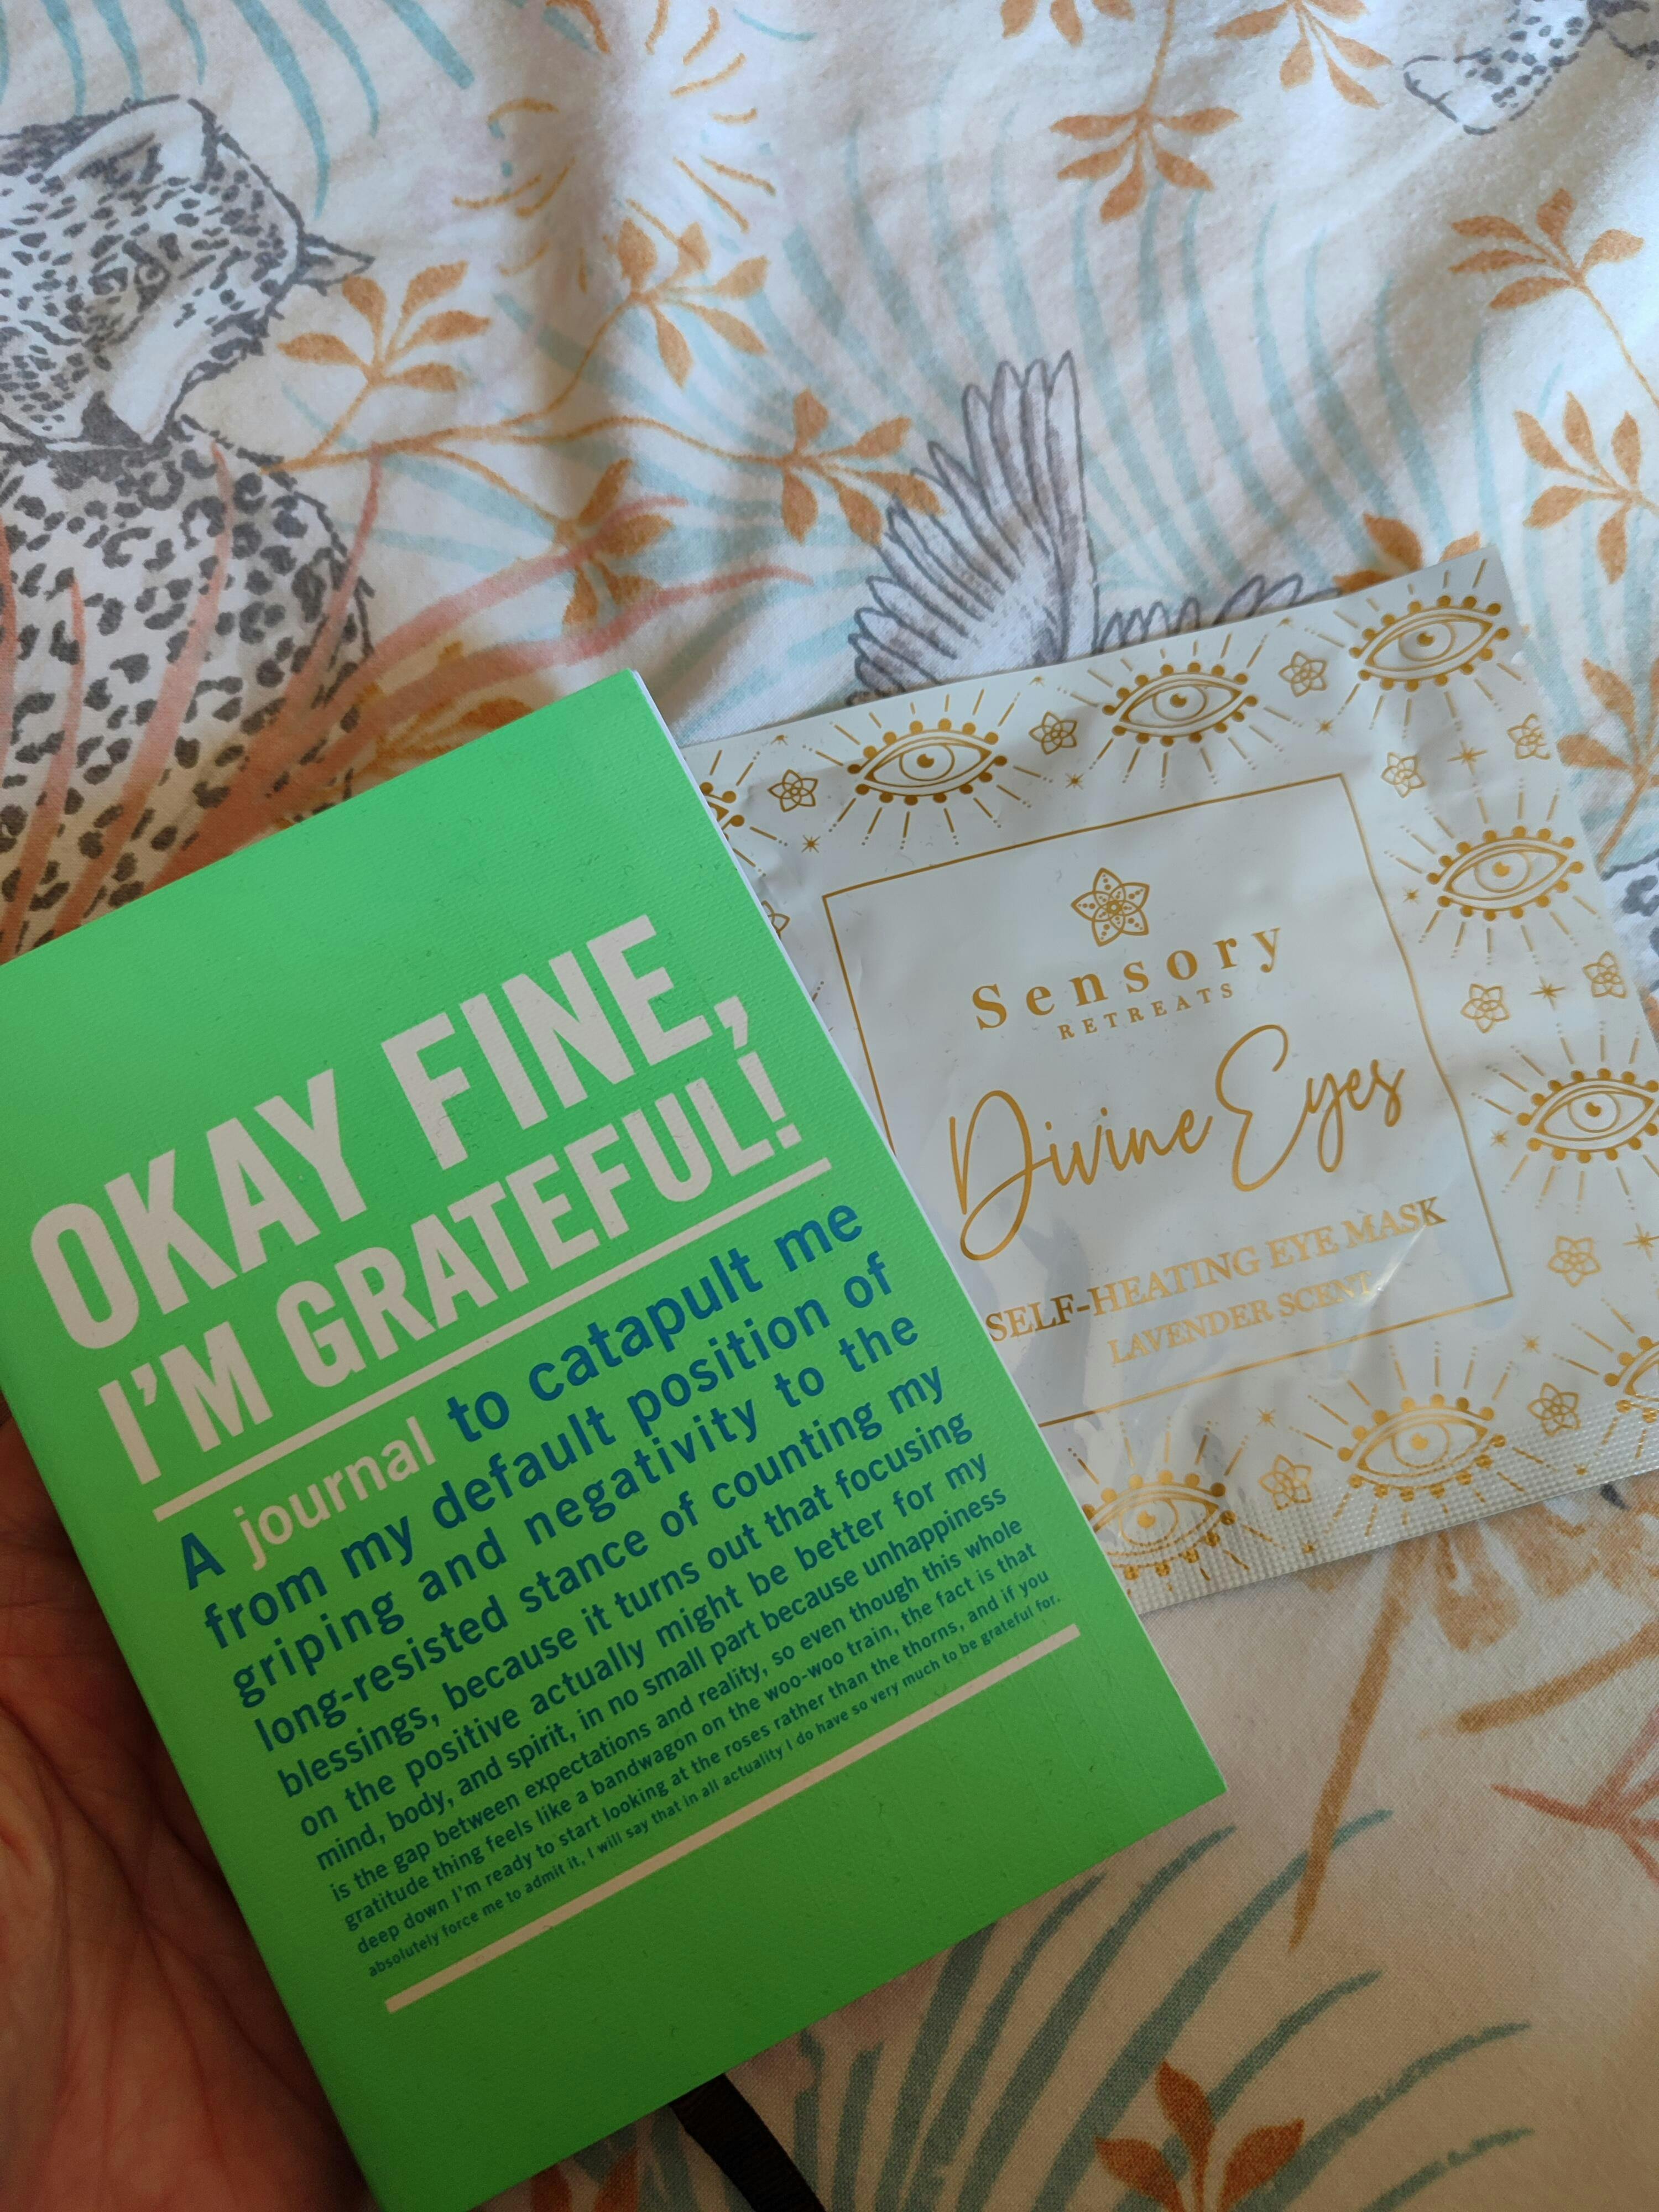 OKAY FINE,
I'M GRATEFUL!
A journal to catapult me
from my default position of
griping and negativity to the
long-resisted stance of counting my
blessings, because it turns out that focusing
on the positive actually might be better for my
mind, body, and spirit, in no small part because unhappiness
is the gap between expectations and reality, so even though this whole
gratitude thing feels like a bandwagon on the woo-woo train, the fact is that
deep down I'm ready to start looking at the roses rather than the thorns, and if you
absolutely force me to admit it, I will say that in all actuality I do have so very much to be grateful for.
Sensory
RETREATS
Divine Eyes
SELF-HEATING EYE MASK
LAVENDER SCENT